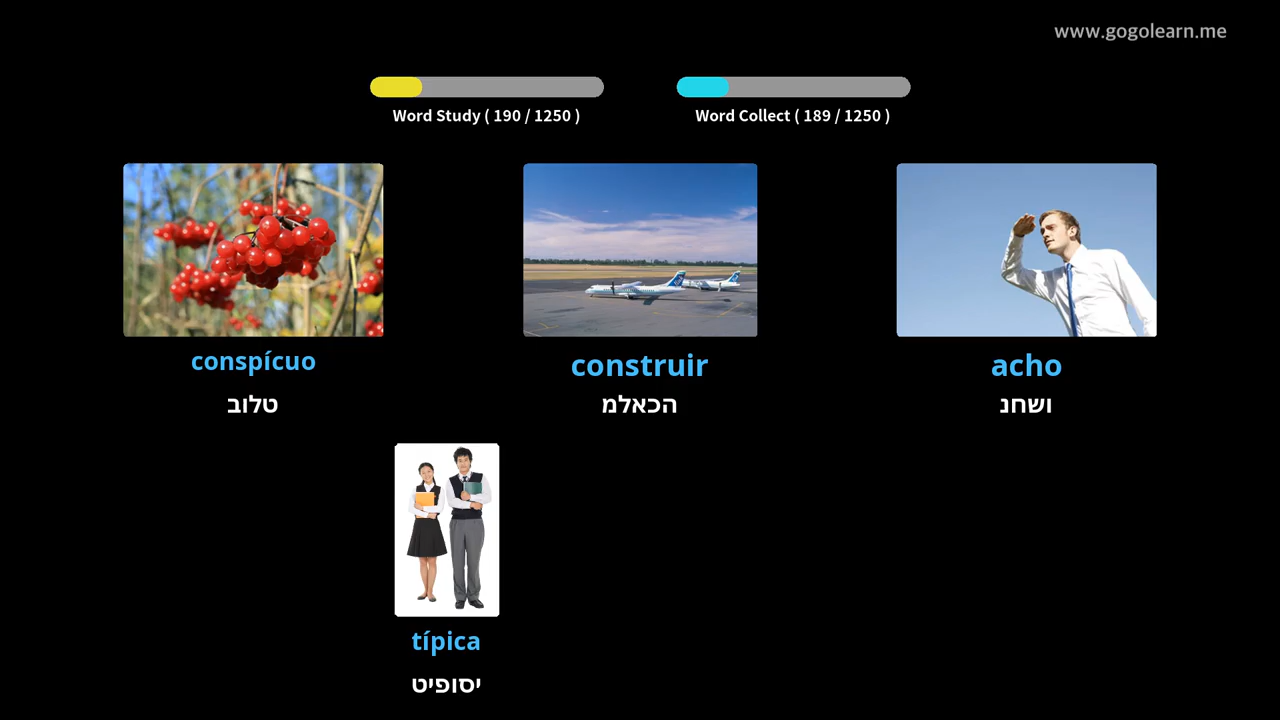 www.gogolearn.me
Word Study ( 190 / 1250 )
Word Collect ( 189 / 1250 )
conspícuo
טלוב
construir
הכאלמ
acho
ושחנ
típica
יסופיט